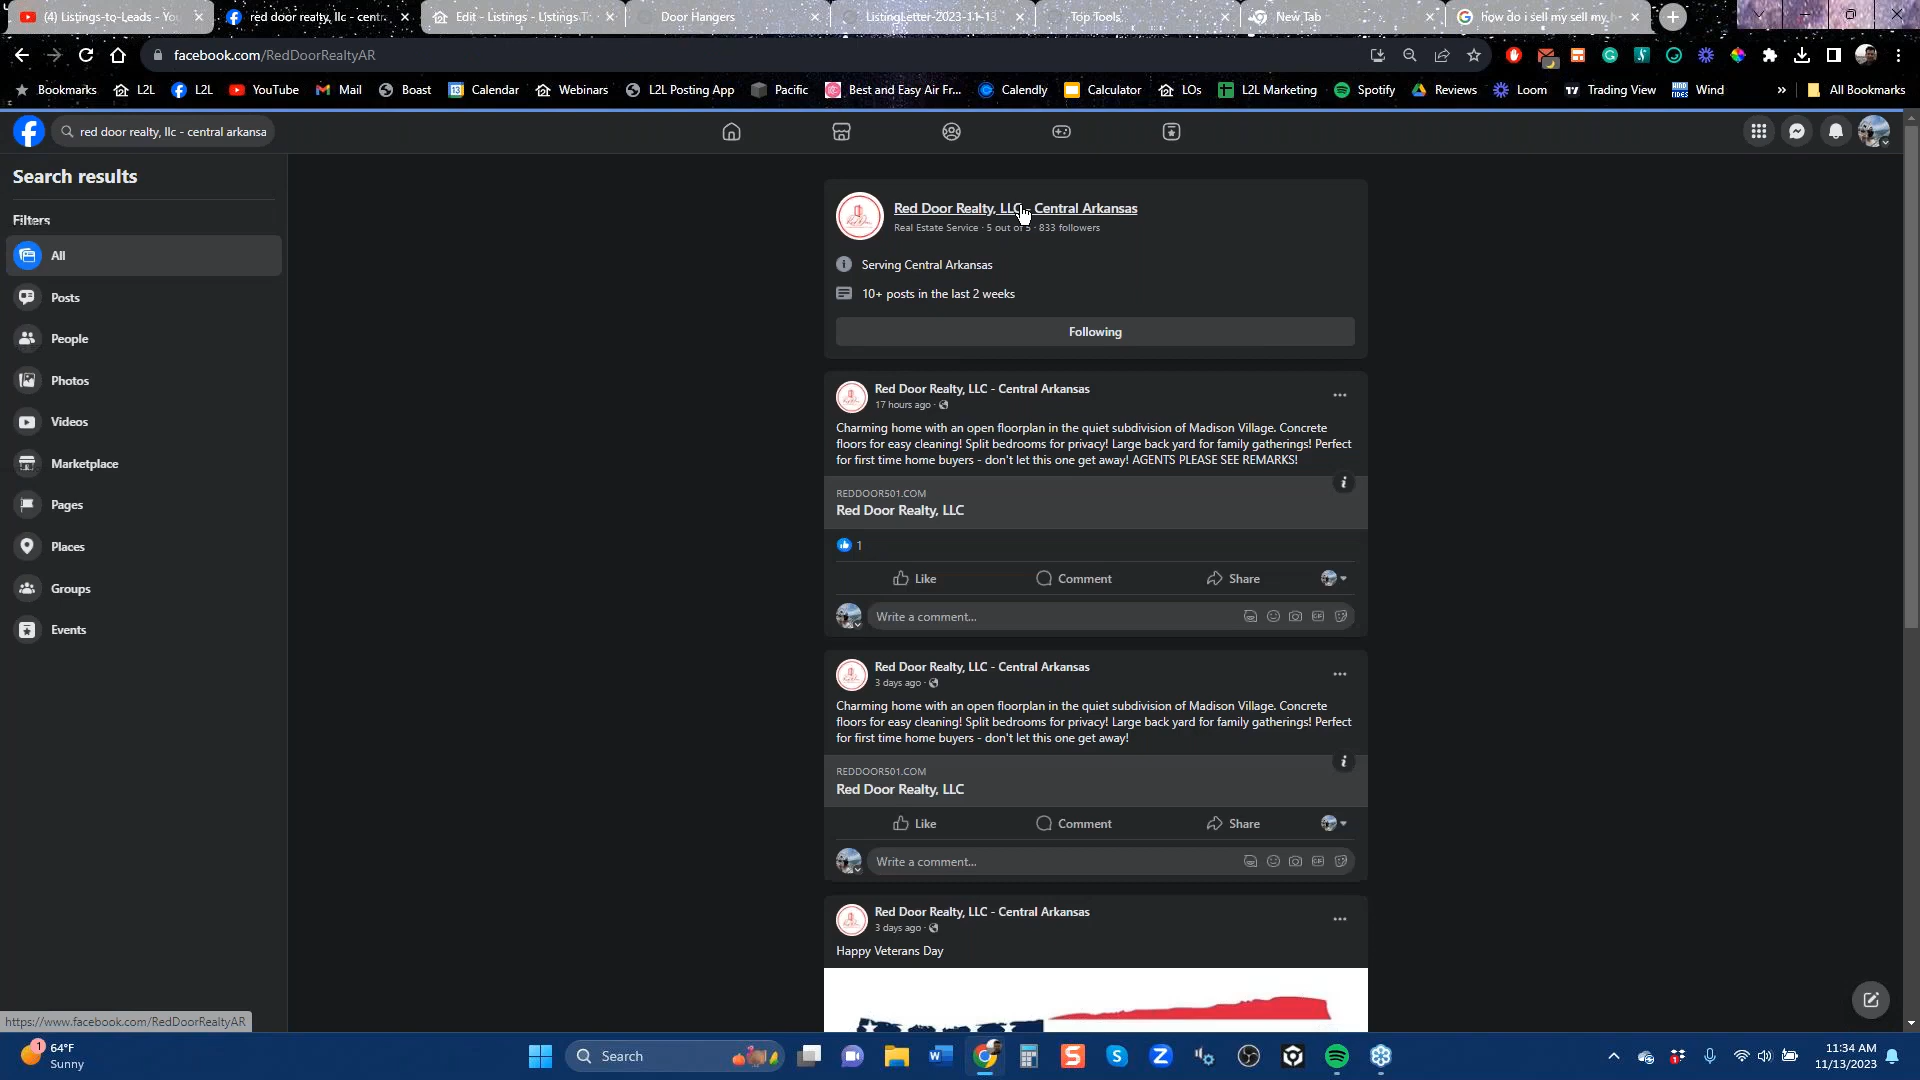 (4) Listings-to-Leads - You
red door realty, llc - centr
Edit - Listings - Listings T
Door Hangers
ListingLetter-2023-11-13
Top Tools
New Tab
how do i sell my sell my h
facebook.com/RedDoorRealtyAR
Bookmarks
L2L
L2L
YouTube
Mail
Boast
Calendar
Webinars
L2L Posting App
Pacific
Best and Easy Air Fr...
Calendly
Calculator
LOs
L2L Marketing
Spotify
Reviews
Loom
Trading View
Wind
All Bookmarks
red door realty, llc - central arkansa
Search results
Filters
All
Posts
People
Photos
Videos
Marketplace
Pages
Places
Groups
Events
Red Door Realty, LLC - Central Arkansas
Real Estate Service · 5 out of 5 · 833 followers
Serving Central Arkansas
10+ posts in the last 2 weeks
Following
Red Door Realty, LLC - Central Arkansas
17 hours ago ·
Charming home with an open floorplan in the quiet subdivision of Madison Village. Concrete
floors for easy cleaning! Split bedrooms for privacy! Large back yard for family gatherings! Perfect
for first time home buyers - don't let this one get away! AGENTS PLEASE SEE REMARKS!
REDDOOR501.COM
Red Door Realty, LLC
1
Like
Comment
Share
Write a comment...
Red Door Realty, LLC - Central Arkansas
3 days ago ·
Charming home with an open floorplan in the quiet subdivision of Madison Village. Concrete
floors for easy cleaning! Split bedrooms for privacy! Large back yard for family gatherings! Perfect
for first time home buyers - don't let this one get away!
REDDOOR501.COM
Red Door Realty, LLC
Like
Comment
Share
Write a comment...
Red Door Realty, LLC - Central Arkansas
3 days ago ·
Happy Veterans Day
https://www.facebook.com/RedDoorRealtyAR
64°F
Sunny
Search
11:34 AM
11/13/2023